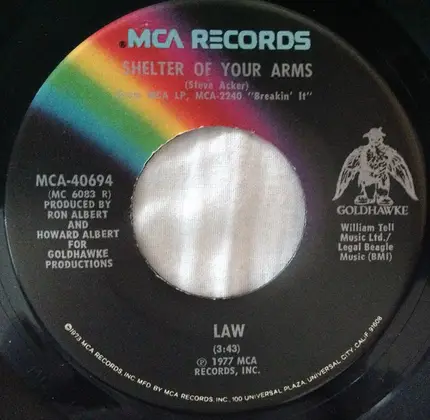 MCA RECORDS
SHELTER OF YOUR ARMS
(Steve Acker)
From MCA LP, MCA-2240 "Breakin' It"
MCA-40694
(MC 6083 R)
PRODUCED BY
RON ALBERT
AND
HOWARD ALBERT
FOR
GOLDHAWKE
PRODUCTIONS
GOLDHAWKE
William Tell
Music Ltd./
Legal Beagle
Music (BMI)
LAW
(3:43)
Ⓟ 1977 MCA
RECORDS, INC.
©1973 MCA RECORDS, INC. MFD BY MCA RECORDS, INC., 100 UNIVERSAL PLAZA, UNIVERSAL CITY, CALIF. 91608